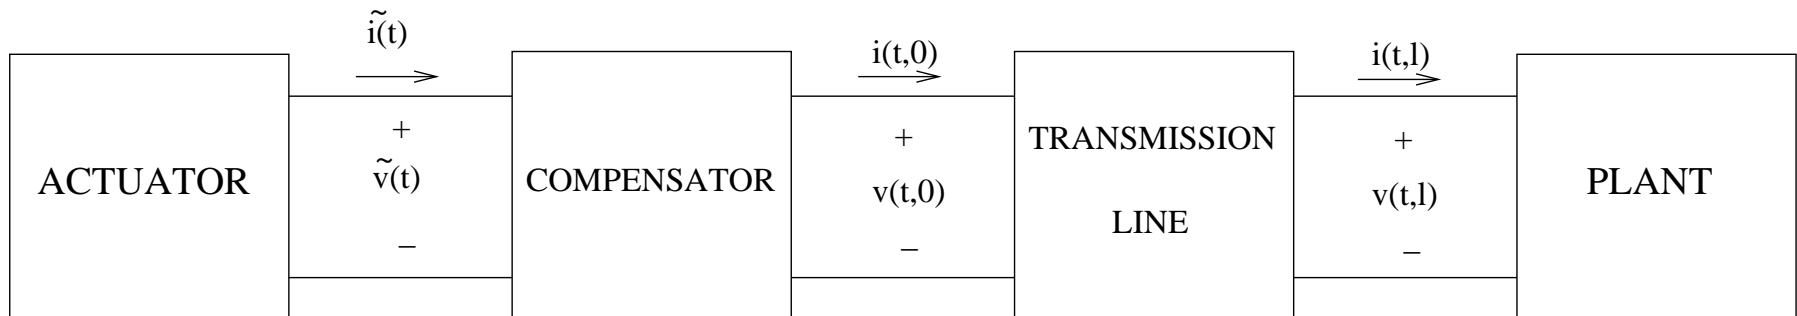 ACTUATOR
ĩ(t)
+
ṽ(t)
−
COMPENSATOR
i(t,0)
+
v(t,0)
−
TRANSMISSION
LINE
i(t,l)
+
v(t,l)
−
PLANT